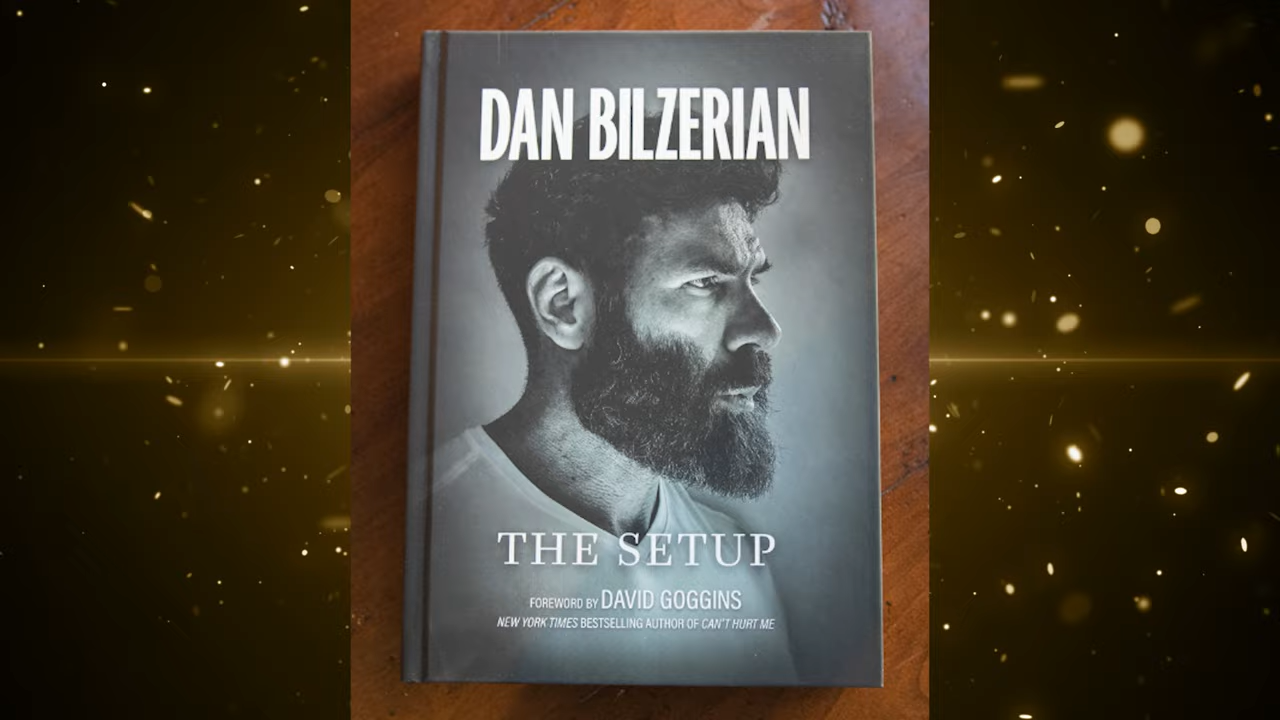 DAN BILZERIAN
THE SETUP
FOREWORD BY DAVID GOGGINS
NEW YORK TIMES BESTSELLING AUTHOR OF CAN'T HURT ME